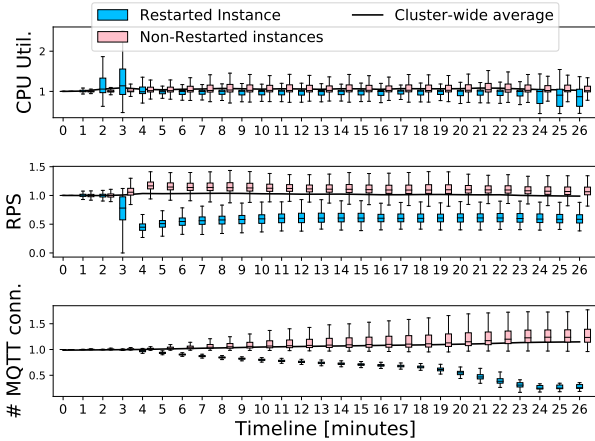 Restarted Instance
Cluster-wide average
Non-Restarted instances
CPU Util.
2
1
0 1 2 3 4 5 6 7 8 9 10 11 12 13 14 15 16 17 18 19 20 21 22 23 24 25 26
RPS
1.5
1.0
0.5
0.0
0 1 2 3 4 5 6 7 8 9 10 11 12 13 14 15 16 17 18 19 20 21 22 23 24 25 26
# MQTT conn.
1.5
1.0
0.5
0 1 2 3 4 5 6 7 8 9 10 11 12 13 14 15 16 17 18 19 20 21 22 23 24 25 26
Timeline [minutes]